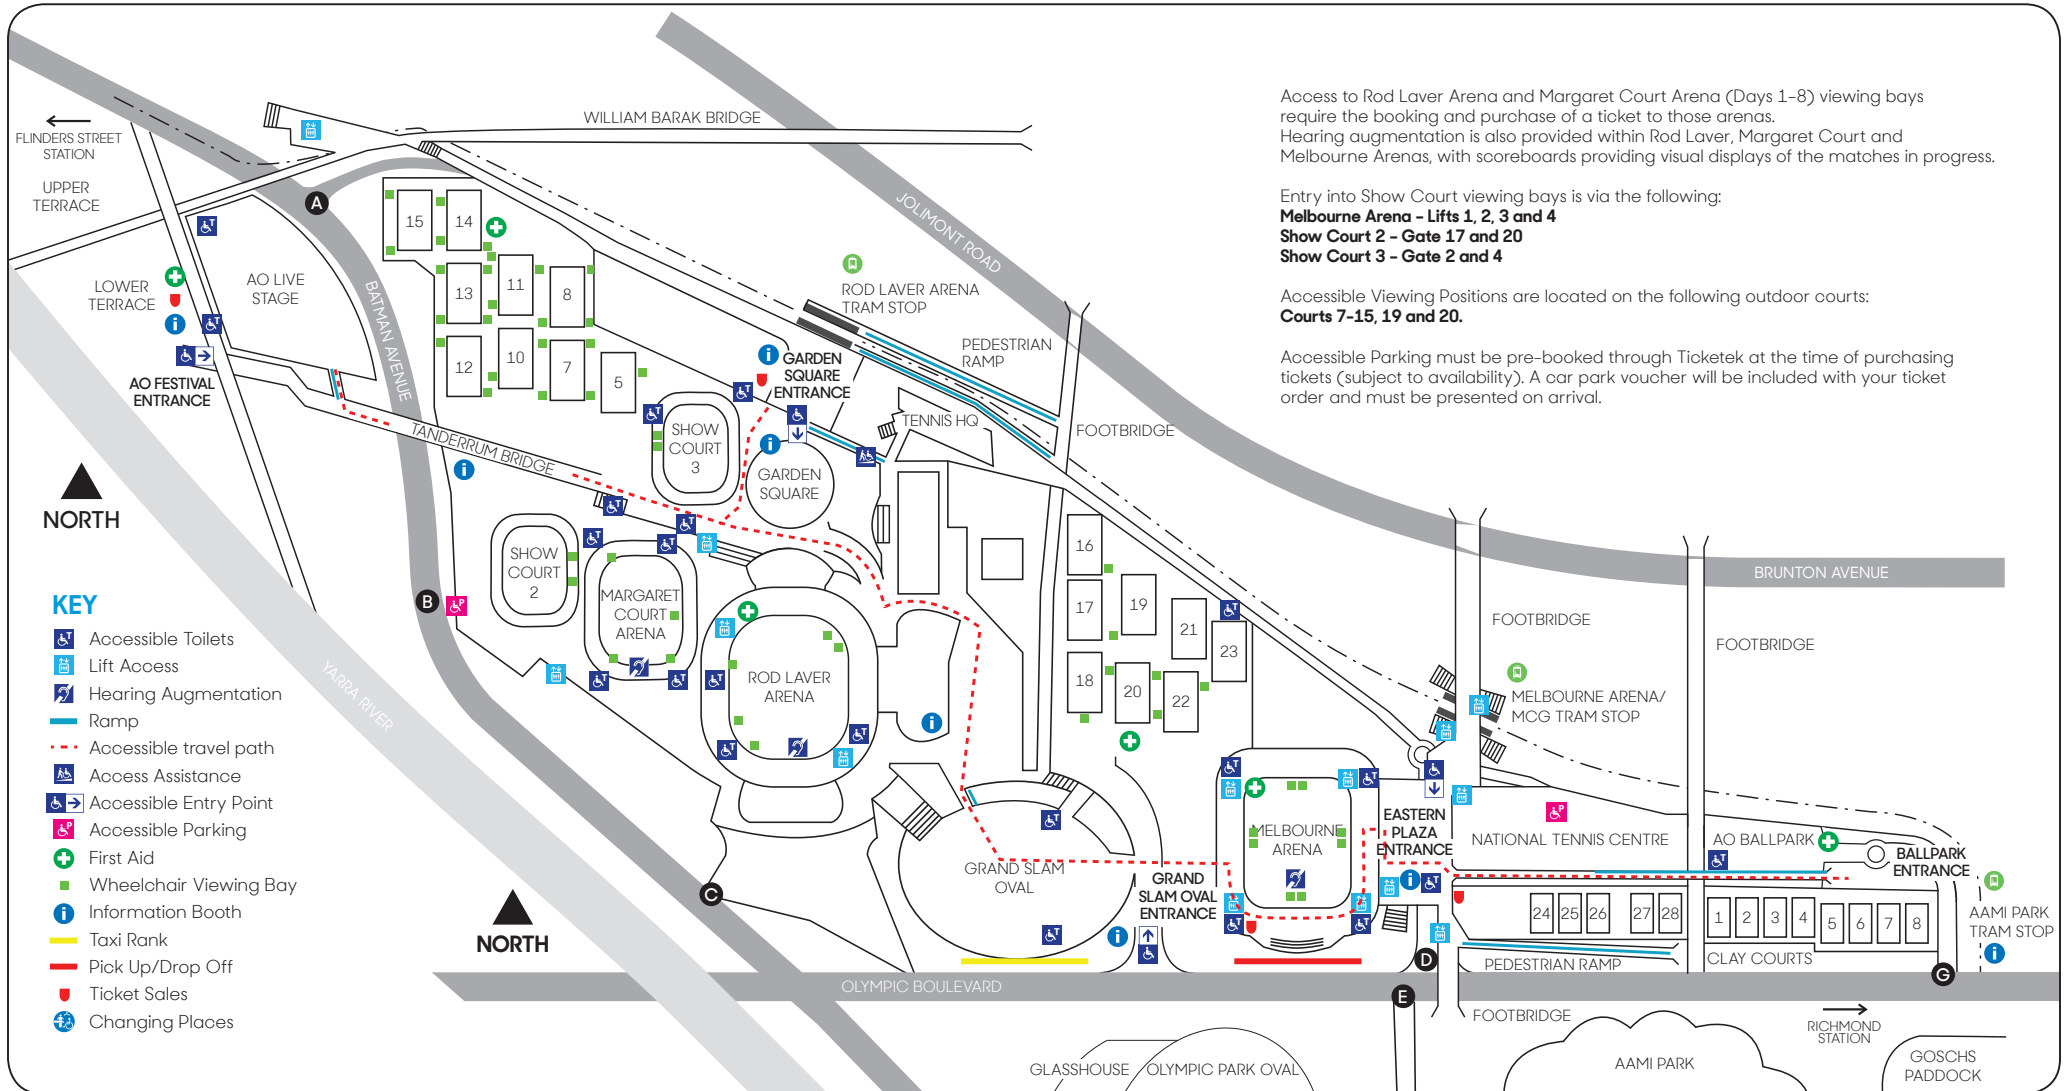 WILLIAM BARAK BRIDGE
FLINDERS STREET
STATION
UPPER
TERRACE
A
JOLIMONT ROAD
Access to Rod Laver Arena and Margaret Court Arena (Days 1-8) viewing bays
require the booking and purchase of a ticket to those arenas.
Hearing augmentation is also provided within Rod Laver, Margaret Court and
Melbourne Arenas, with scoreboards providing visual displays of the matches in progress.
Entry into Show Court viewing bays is via the following:
Melbourne Arena - Lifts 1, 2, 3 and 4
Show Court 2 - Gate 17 and 20
Show Court 3 - Gate 2 and 4
Accessible Viewing Positions are located on the following outdoor courts:
Courts 7-15, 19 and 20.
Accessible Parking must be pre-booked through Ticketek at the time of purchasing
tickets (subject to availability). A car park voucher will be included with your ticket
order and must be presented on arrival.
15
14
13
11
8
12
10
7
5
LOWER
TERRACE
AO LIVE
STAGE
BATMAN AVENUE
AO FESTIVAL
ENTRANCE
TANDERRUM BRIDGE
ROD LAVER ARENA
TRAM STOP
PEDESTRIAN
RAMP
GARDEN
SQUARE
ENTRANCE
TENNIS HQ
FOOTBRIDGE
SHOW
COURT
3
GARDEN
SQUARE
NORTH
SHOW
COURT
2
MARGARET
COURT
ARENA
B
ROD LAVER
ARENA
16
17
19
21
23
18
20
22
BRUNTON AVENUE
FOOTBRIDGE
FOOTBRIDGE
MELBOURNE ARENA/
MCG TRAM STOP
YARRA RIVER
KEY
Accessible Toilets
Lift Access
Hearing Augmentation
Ramp
Accessible travel path
Access Assistance
Accessible Entry Point
Accessible Parking
First Aid
Wheelchair Viewing Bay
Information Booth
Taxi Rank
Pick Up/Drop Off
Ticket Sales
Changing Places
C
NORTH
GRAND SLAM
OVAL
GRAND
SLAM OVAL
ENTRANCE
MELBOURNE
ARENA
EASTERN
PLAZA
ENTRANCE
NATIONAL TENNIS CENTRE
AO BALLPARK
BALLPARK
ENTRANCE
24
25
26
27
28
1
2
3
4
5
6
7
8
AAMI PARK
TRAM STOP
CLAY COURTS
PEDESTRIAN RAMP
D
E
G
OLYMPIC BOULEVARD
FOOTBRIDGE
RICHMOND
STATION
GLASSHOUSE
OLYMPIC PARK OVAL
AAMI PARK
GOSCHS
PADDOCK